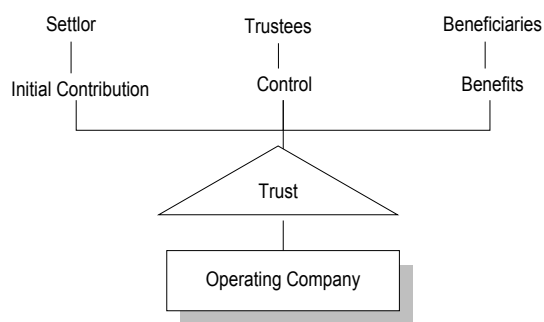 Settlor
Trustees
Beneficiaries
Initial Contribution
Control
Benefits
Trust
Operating Company